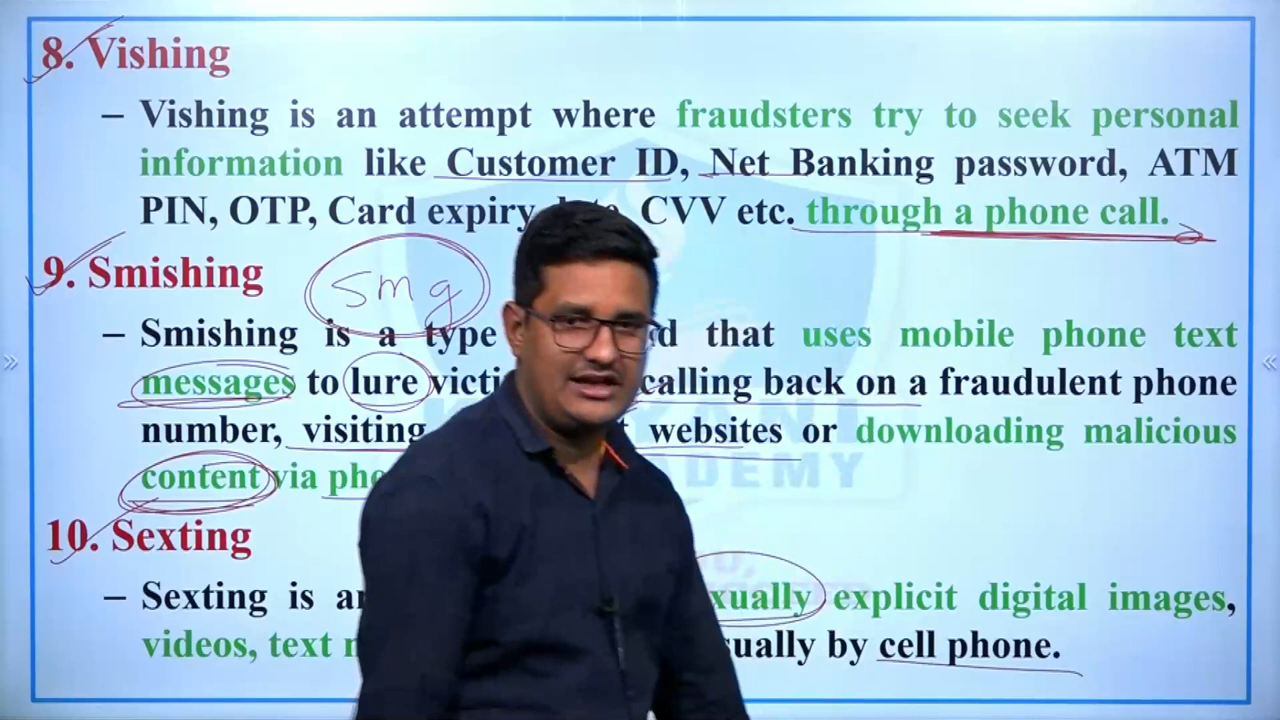 8. Vishing
– Vishing is an attempt where fraudsters try to seek personal
information like Customer ID, Net Banking password, ATM
PIN, OTP, Card expiry CVV etc. through a phone call.
9. Smishing
smg
– Smishing is a type that uses mobile phone text
messages to lure calling back on a fraudulent phone
number, visiting websites or downloading malicious
content via
10. Sexting
– Sexting is explicit digital images,
videos, text by cell phone.
ADEMY